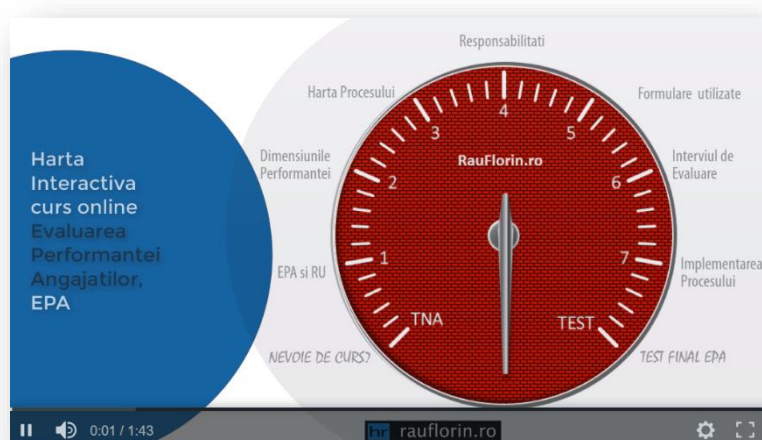 Harta
Interactiva
curs online
Evaluarea
Performantei
Angajatilor,
EPA
Responsabilitati
Harta Procesului
Formulare utilizate
Dimensiunile
Performantei
Interviul de
Evaluare
EPA si RU
Implementarea
Procesului
NEVOIE DE CURS?
TEST FINAL EPA
RauFlorin.ro
TNA
1
2
3
4
5
6
7
TEST
0:01 / 1:43
hr rauflorin.ro